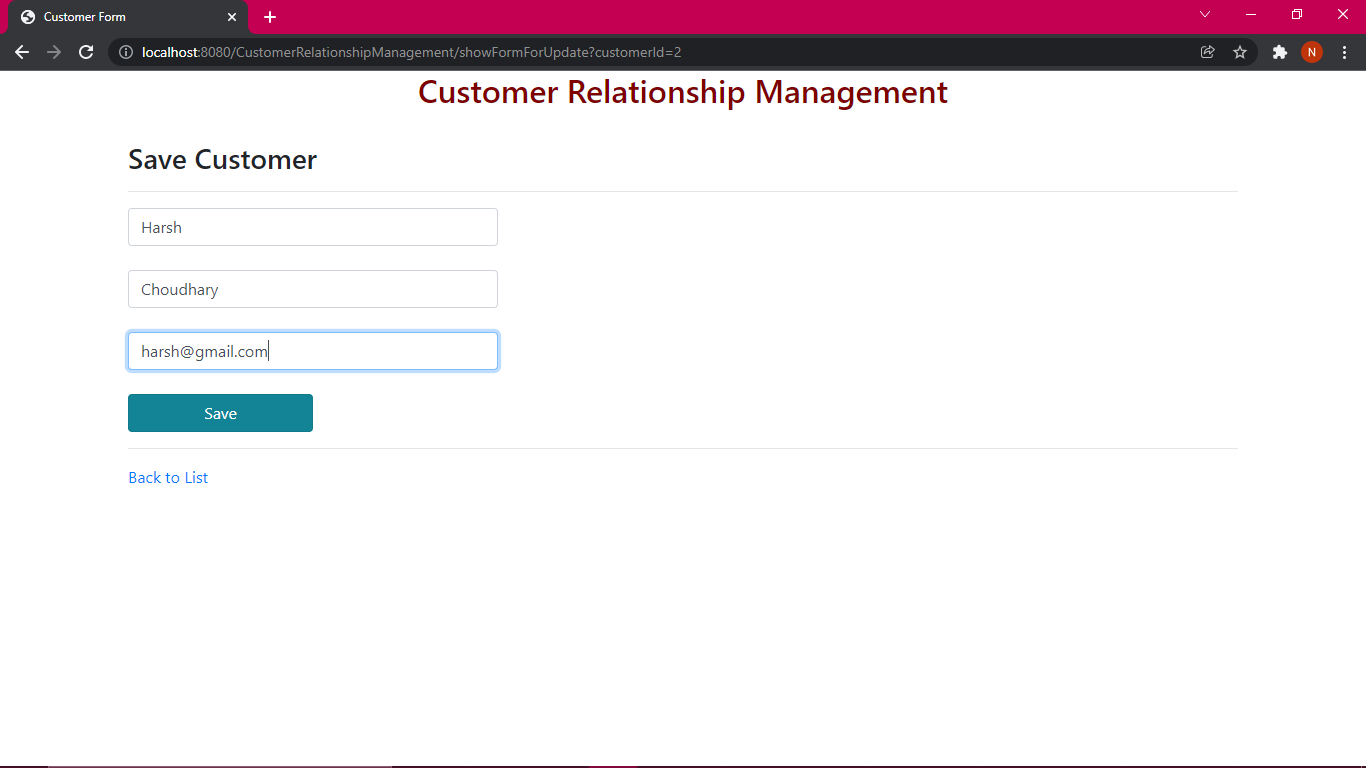 Customer Form
localhost:8080/CustomerRelationshipManagement/showFormForUpdate?customerId=2
N
Customer Relationship Management
Save Customer
Harsh
Choudhary
harsh@gmail.com
Save
Back to List